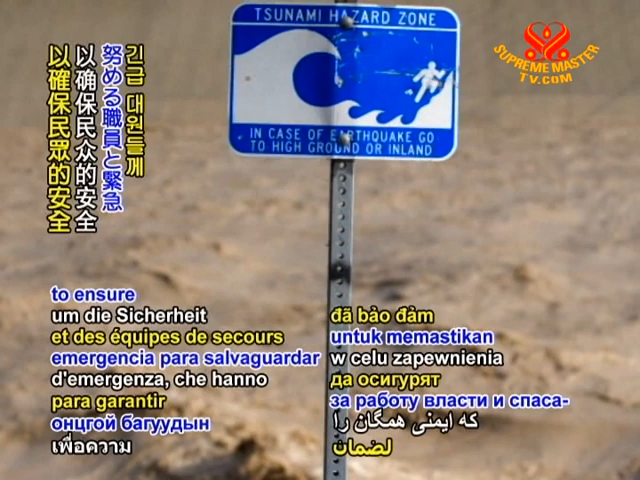 TSUNAMI HAZARD ZONE
IN CASE OF EARTHQUAKE GO
TO HIGH GROUND OR INLAND
SUPREME MASTER
TV.COM
긴급 대원들께
努める職員と緊急
以确保民众的安全
以確保民眾的安全
to ensure
um die Sicherheit
et des équipes de secours
emergencia para salvaguardar
d'emergenza, che hanno
para garantir
онцгой багуудын
เพื่อความ
đã bảo đảm
untuk memastikan
w celu zapewnienia
да осигурят
за работу власти и спаса-
که ایمنی همگان را
لضمان